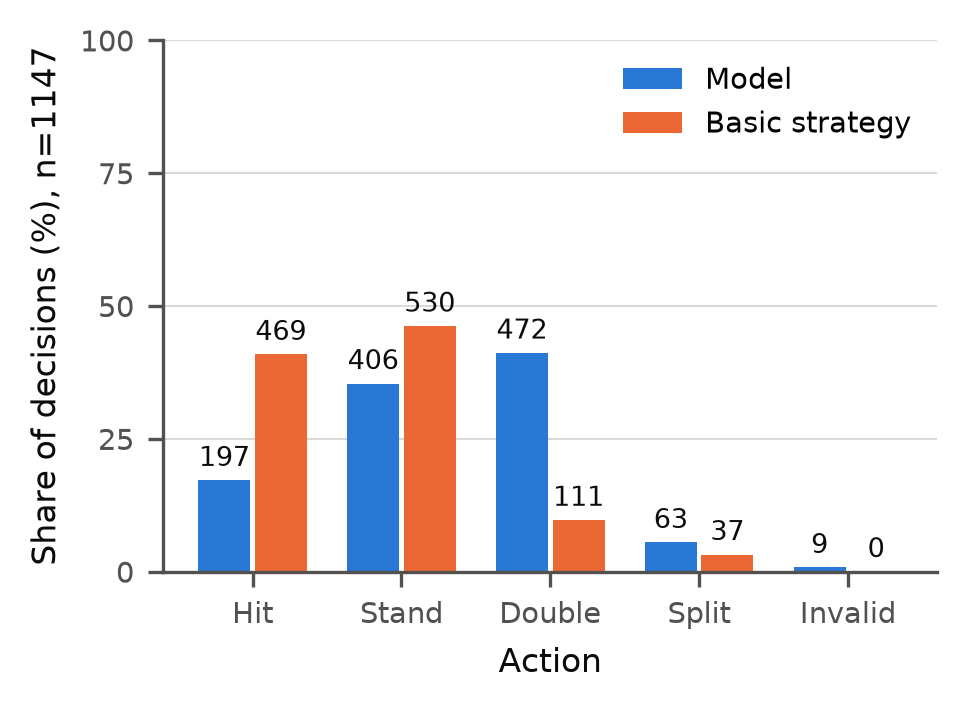 Share of decisions (%), n=1147
100
75
50
25
0
Model
Basic strategy
197
469
406
530
472
111
63
37
9
0
Hit
Stand
Double
Split
Invalid
Action